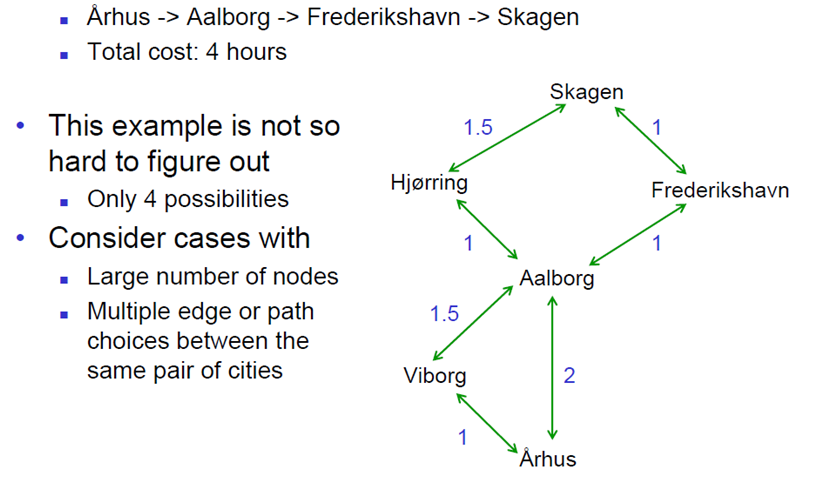 Århus -> Aalborg -> Frederikshavn -> Skagen
Total cost: 4 hours
This example is not so
hard to figure out
Only 4 possibilities
Consider cases with
Large number of nodes
Multiple edge or path
choices between the
same pair of cities
Skagen
1.5
1
Hjørring
Frederikshavn
1
1
Aalborg
1.5
Viborg
2
1
Århus